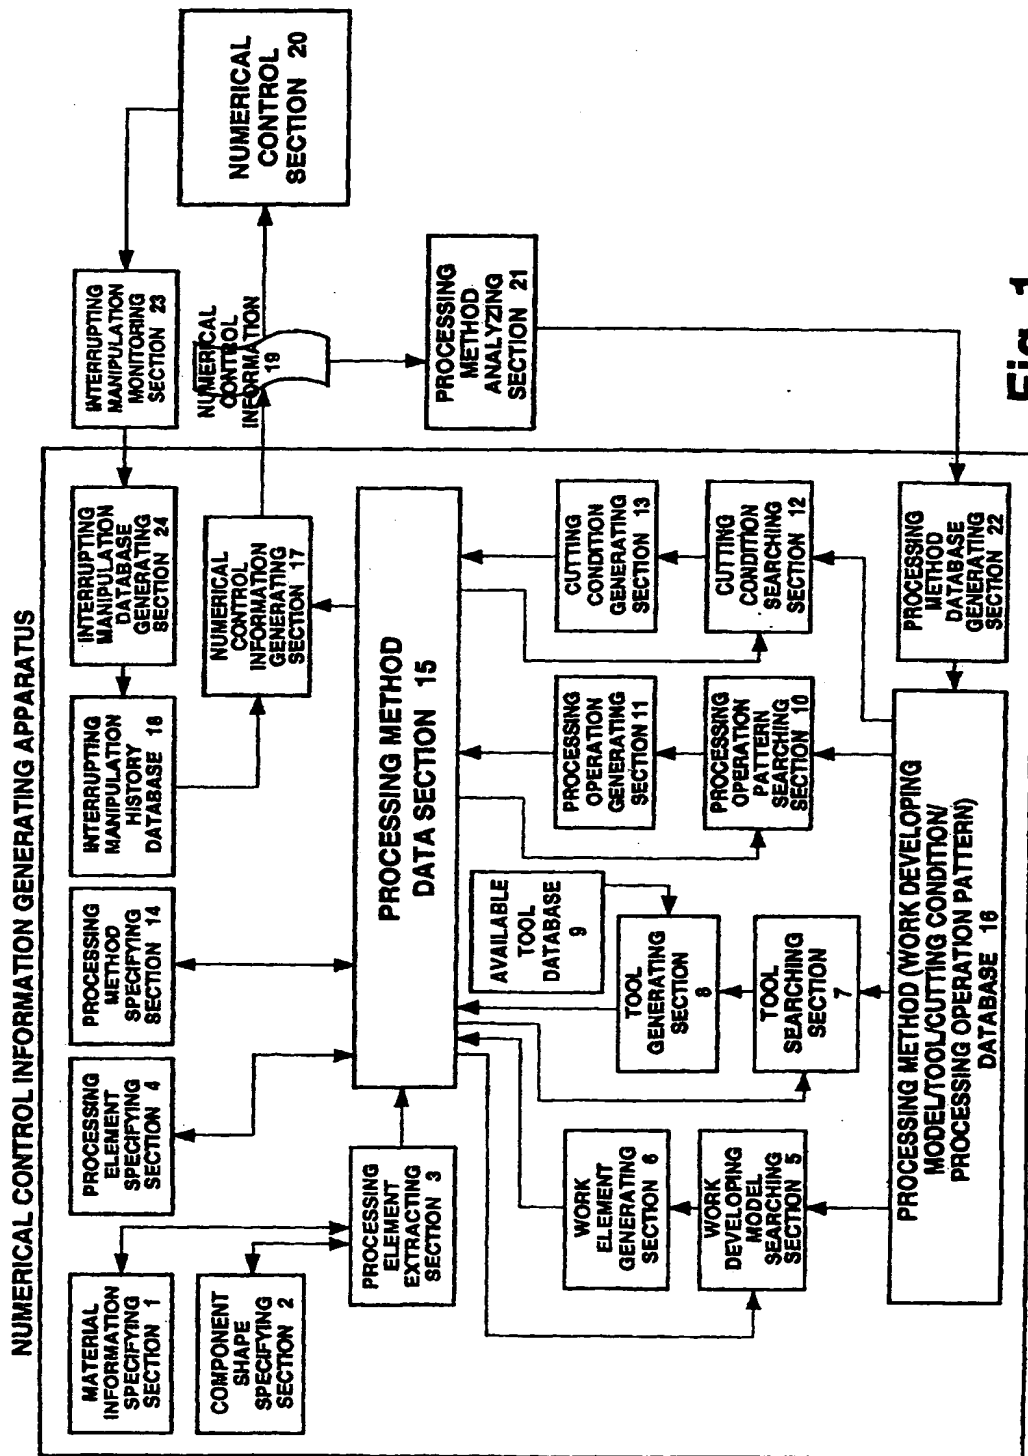 NUMERICAL CONTROL INFORMATION GENERATING APPARATUS
MATERIAL
INFORMATION
SPECIFYING
SECTION 1
COMPONENT
SHAPE
SPECIFYING
SECTION 2
PROCESSING
ELEMENT
SPECIFYING
SECTION 4
PROCESSING
ELEMENT
EXTRACTING
SECTION 3
PROCESSING
METHOD
SPECIFYING
SECTION 14
INTERRUPTING
MANIPULATION
HISTORY
DATABASE 18
INTERRUPTING
MANIPULATION
DATABASE
GENERATING
SECTION 24
INTERRUPTING
MANIPULATION
MONITORING
SECTION 23
NUMERICAL
CONTROL
SECTION 20
NUMERICAL
CONTROL
INFORMATION
GENERATING
SECTION 17
NUMERICAL
CONTROL
INFORMATION
19
PROCESSING METHOD
DATA SECTION 15
PROCESSING
METHOD
ANALYZING
SECTION 21
AVAILABLE
TOOL
DATABASE
9
WORK
ELEMENT
GENERATING
SECTION 6
TOOL
GENERATING
SECTION
8
PROCESSING
OPERATION
GENERATING
SECTION 11
CUTTING
CONDITION
GENERATING
SECTION 13
WORK
DEVELOPING
MODEL
SEARCHING
SECTION 5
TOOL
SEARCHING
SECTION
7
PROCESSING
OPERATION
PATTERN
SEARCHING
SECTION 10
CUTTING
CONDITION
SEARCHING
SECTION 12
PROCESSING METHOD (WORK DEVELOPING
MODEL/TOOL/CUTTING CONDITION/
PROCESSING OPERATION PATTERN)
DATABASE 16
PROCESSING
METHOD
DATABASE
GENERATING
SECTION 22
Fig. 1